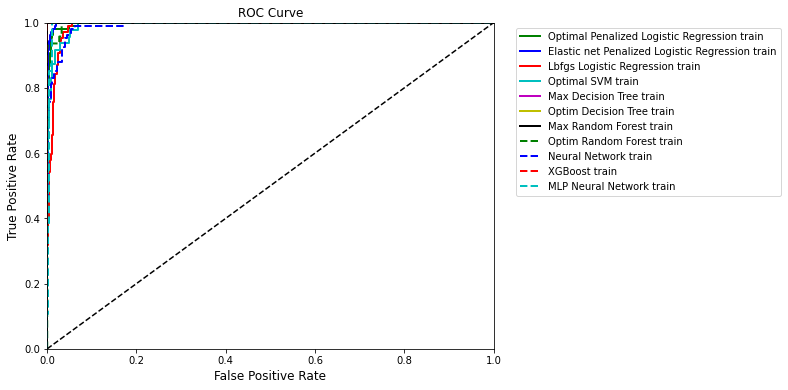 ROC Curve
True Positive Rate
1.0
0.8
0.6
0.4
0.2
0.0
0.0 0.2 0.4 0.6 0.8 1.0
False Positive Rate
Optimal Penalized Logistic Regression train
Elastic net Penalized Logistic Regression train
Lbfgs Logistic Regression train
Optimal SVM train
Max Decision Tree train
Optim Decision Tree train
Max Random Forest train
Optim Random Forest train
Neural Network train
XGBoost train
MLP Neural Network train